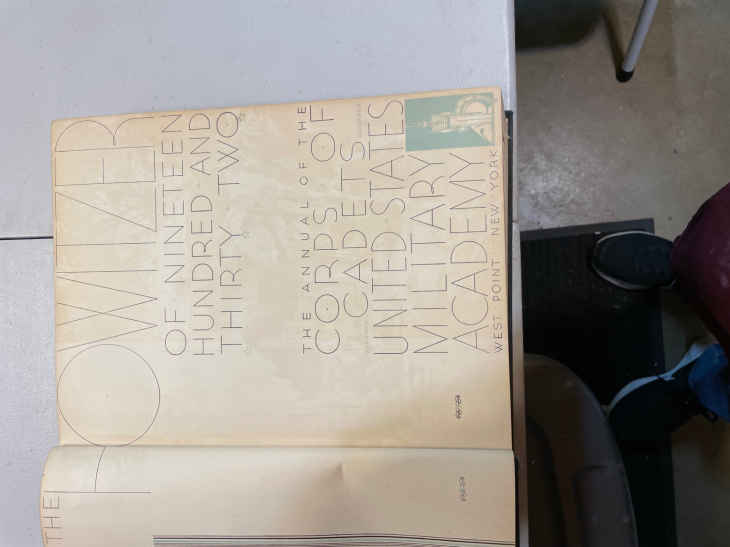 THE
HOWITZER
OF NINETEEN
HUNDRED AND
THIRTY TWO
THE ANNUAL OF THE
CORPS OF
CADETS
UNITED STATES
MILITARY
ACADEMY
WEST POINT NEW YORK